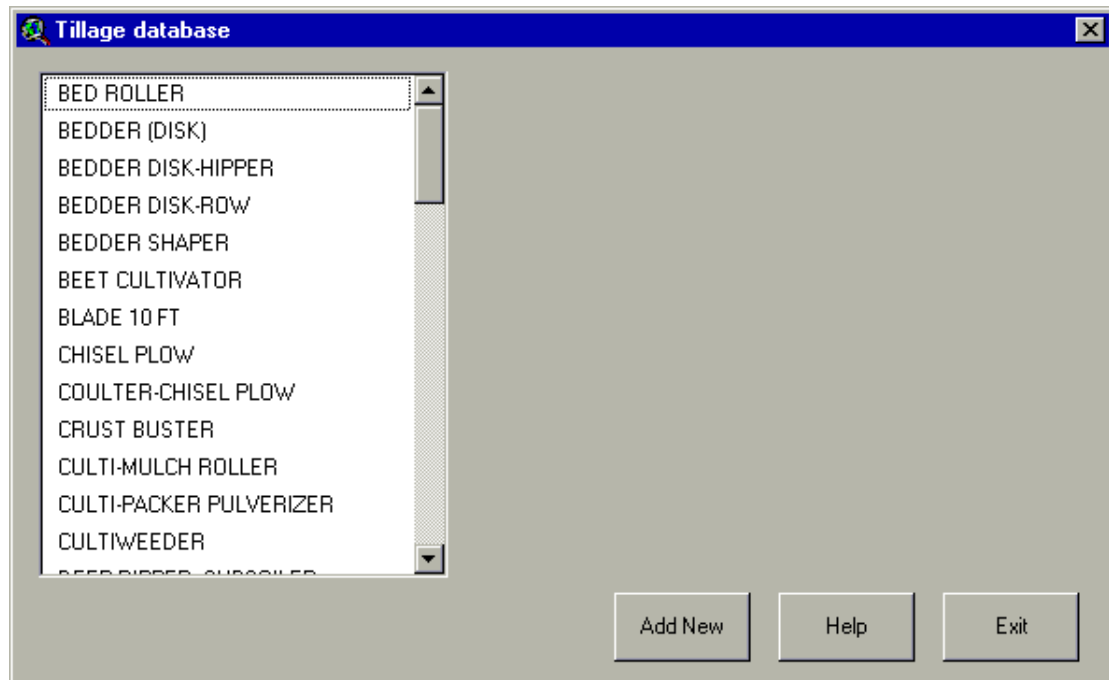 Tillage database
BED ROLLER
BEDDER (DISK)
BEDDER DISK-HIPPER
BEDDER DISK-ROW
BEDDER SHAPER
BEET CULTIVATOR
BLADE 10 FT
CHISEL PLOW
COULTER-CHISEL PLOW
CRUST BUSTER
CULTI-MULCH ROLLER
CULTI-PACKER PULVERIZER
CULTIWEEDER
Add New Help Exit